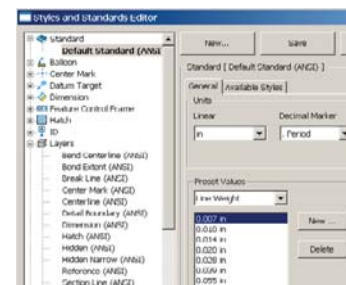 Styles and Standards Editor
Standard
Default Standard (ANSI
Balloon
Center Mark
Datum Target
Dimension
Feature Control Frame
Hatch
ID
Layers
Bend Centerline (ANSI)
Bend Extent (ANSI)
Break Line (ANSI)
Center Mark (ANSI)
Centerline (ANSI)
Detail Boundary (ANSI)
Dimension (ANSI)
Hatch (ANSI)
Hidden (ANSI)
Hidden Narrow (ANSI)
Reference (ANSI)
Section Line (ANSI)
New...
Save
Standard [ Default Standard (ANSI) ]
General
Available Styles
Units
Linear
Decimal Marker
in
. Period
Preset Values
Line Weight
0.007 in
0.010 in
0.014 in
0.020 in
0.028 in
0.039 in
0.055 in
New ...
Delete